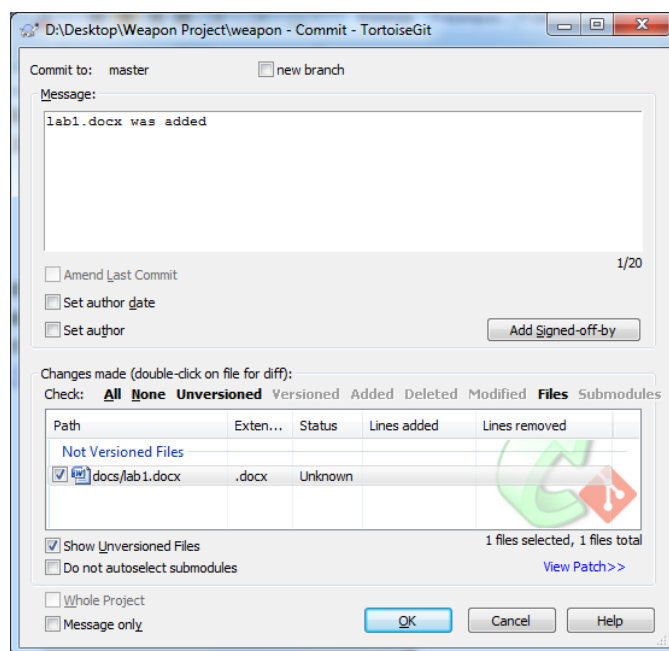 D:\Desktop\Weapon Project\weapon - Commit - TortoiseGit
Commit to: master new branch
Message:
lab1.docx was added
1/20
Amend Last Commit
Set author date
Set author Add Signed-off-by
Changes made (double-click on file for diff):
Check: All None Unversioned Versioned Added Deleted Modified Files Submodules
Path Exten... Status Lines added Lines removed
Not Versioned Files
docs/lab1.docx .docx Unknown
Show Unversioned Files 1 files selected, 1 files total
Do not autoselect submodules View Patch>>
Whole Project
Message only OK Cancel Help